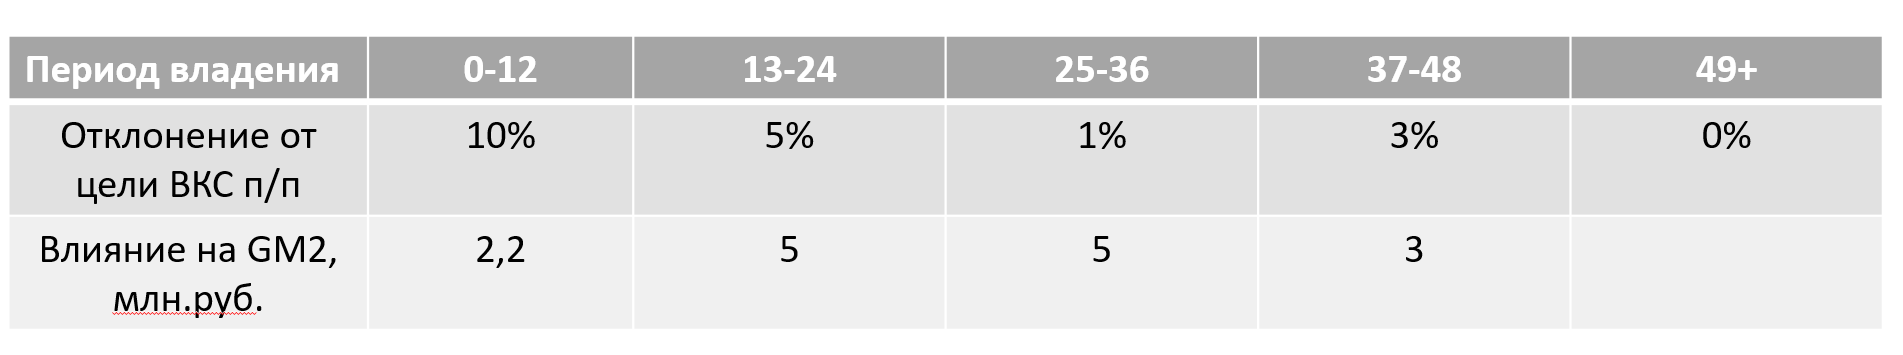 Период владения 0-12 13-24 25-36 37-48 49+
Отклонение от 10% 5% 1% 3% 0%
цели ВКС п/п
Влияние на GM2, 2,2 5 5 3
млн.руб.